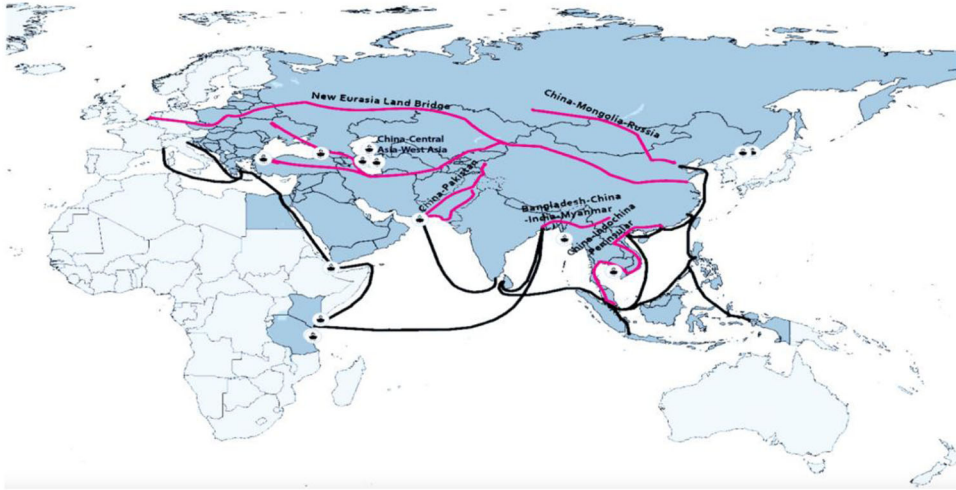 New Eurasia Land Bridge
China-Mongolia-Russia
China-Central
Asia-West Asia
China-Pakistan
Bangladesh-China
-India-Myanmar
China-Indochina
Peninsular